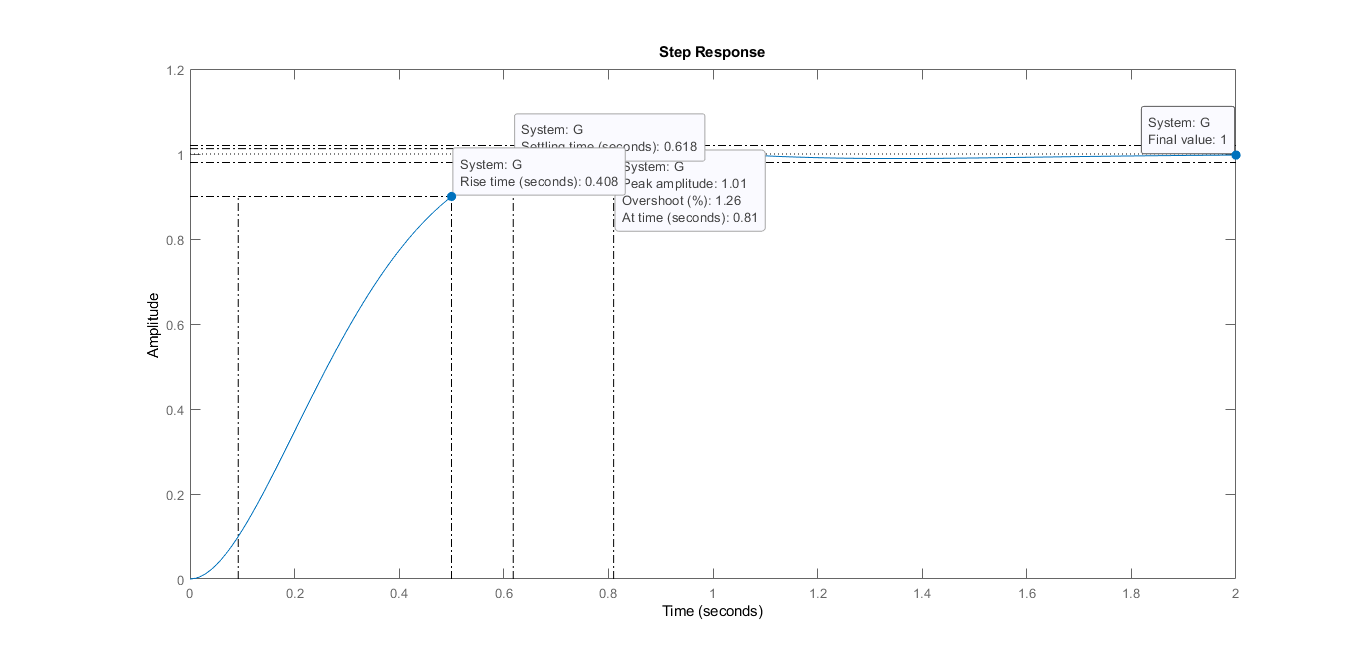 Step Response
System: G
Final value: 1
System: G
Settling time (seconds): 0.618
System: G
Rise time (seconds): 0.408
System: G
Peak amplitude: 1.01
Overshoot (%): 1.26
At time (seconds): 0.81
Amplitude
1.2
1
0.8
0.6
0.4
0.2
0
0 0.2 0.4 0.6 0.8 1 1.2 1.4 1.6 1.8 2
Time (seconds)